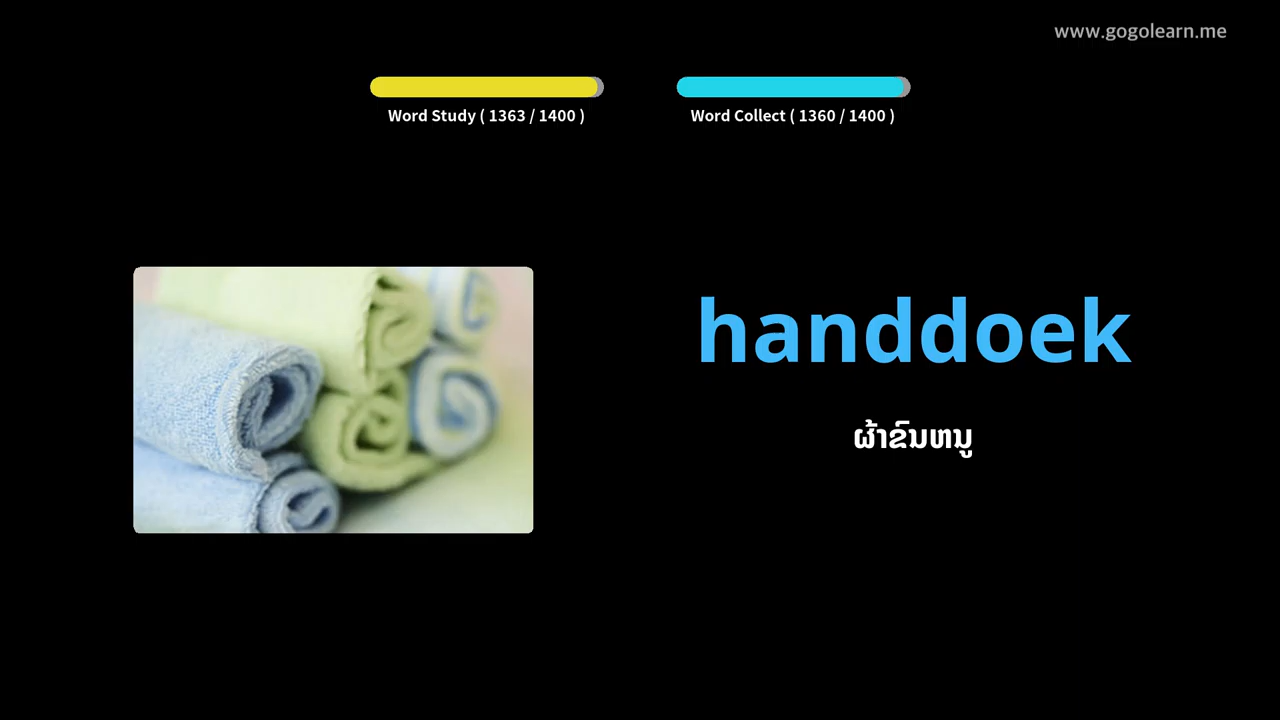 www.gogolearn.me
Word Study ( 1363 / 1400 )
Word Collect ( 1360 / 1400 )
handdoek
ຜ້າຂົນຫນູ